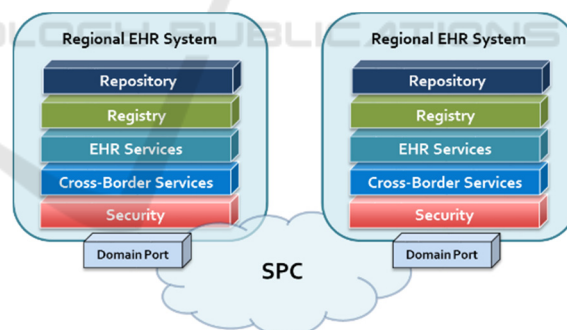 Regional EHR System
Repository
Registry
EHR Services
Cross-Border Services
Security
Domain Port
Regional EHR System
Repository
Registry
EHR Services
Cross-Border Services
Security
Domain Port
SPC